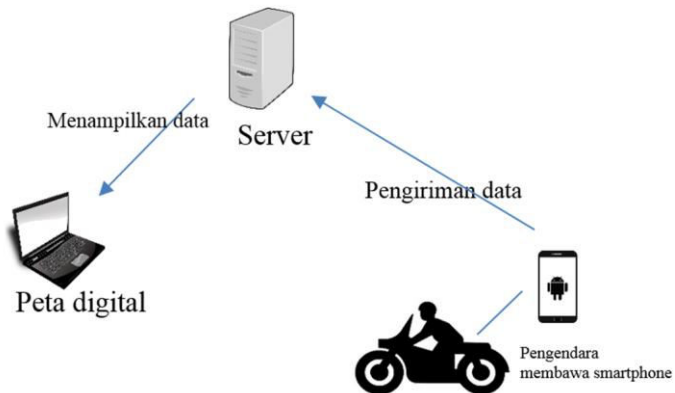 Menampilkan data
Server
Pengiriman data
Peta digital
Pengendara
membawa smartphone